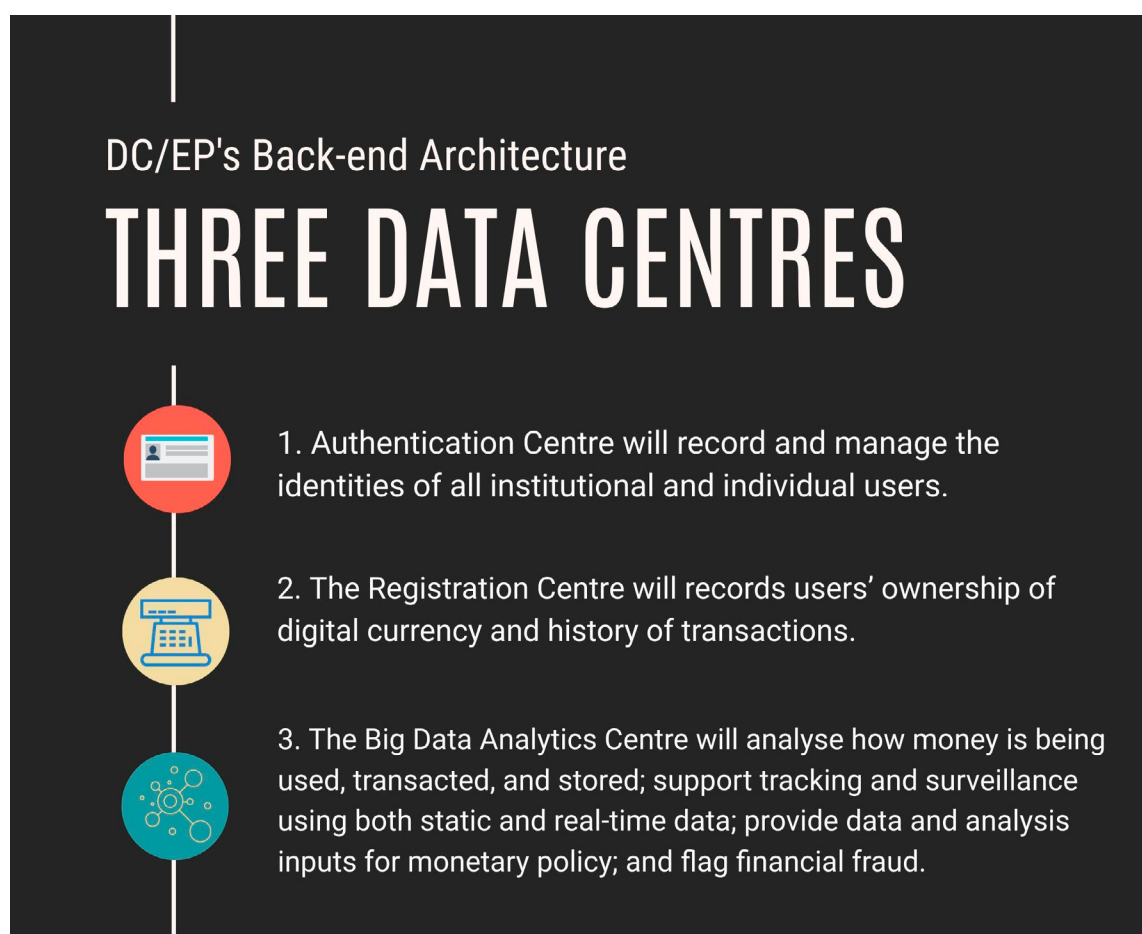 DC/EP's Back-end Architecture
THREE DATA CENTRES
1. Authentication Centre will record and manage the
identities of all institutional and individual users.
2. The Registration Centre will records users’ ownership of
digital currency and history of transactions.
3. The Big Data Analytics Centre will analyse how money is being
used, transacted, and stored; support tracking and surveillance
using both static and real-time data; provide data and analysis
inputs for monetary policy; and flag financial fraud.